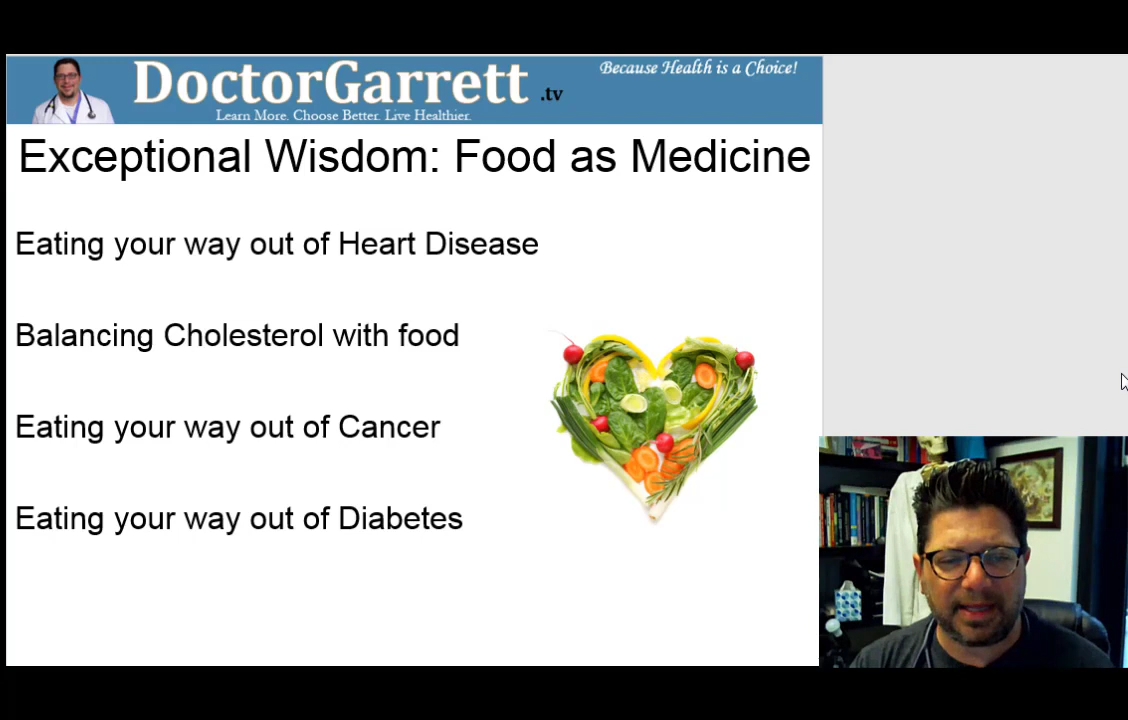 DoctorGarrett.tv
Because Health is a Choice!
Learn More. Choose Better. Live Healthier.
Exceptional Wisdom: Food as Medicine
Eating your way out of Heart Disease
Balancing Cholesterol with food
Eating your way out of Cancer
Eating your way out of Diabetes